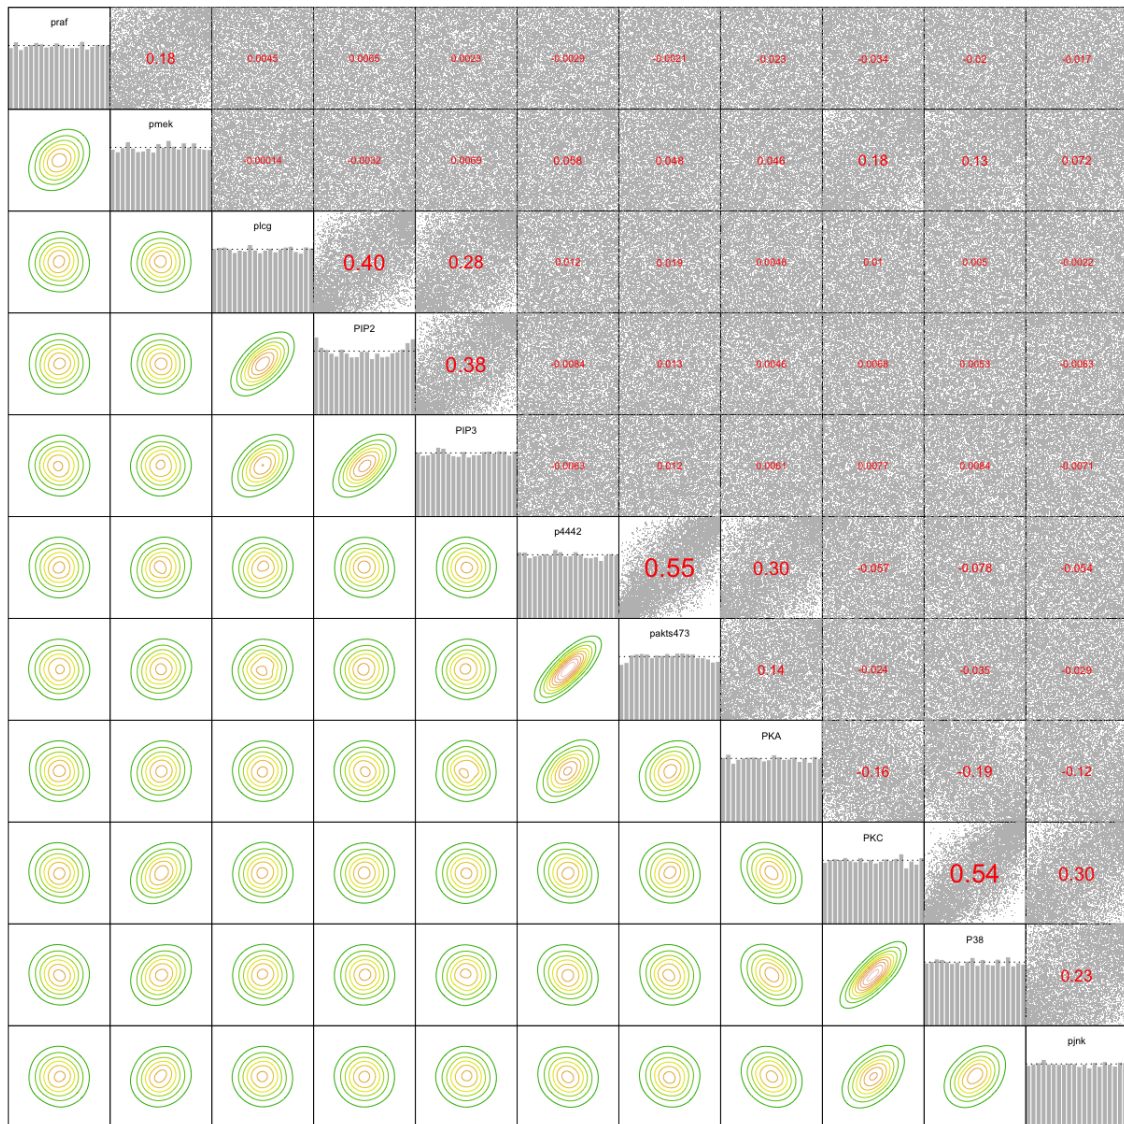 praf 0.18 0.0045 0.0065 0.0023 -0.0029 -0.0021 -0.023 -0.034 -0.02 -0.017
pmek -0.00014 -0.0032 0.0069 0.058 0.048 0.046 0.18 0.13 0.072
plcg 0.40 0.28 0.012 0.019 0.0048 0.01 0.005 -0.0022
PIP2 0.38 -0.0084 0.013 0.0046 0.0068 0.0053 -0.0063
PIP3 -0.0063 0.012 0.0061 0.0077 0.0084 -0.0071
p4442 0.55 0.30 -0.057 -0.078 -0.054
pakts473 0.14 -0.024 -0.035 -0.029
PKA -0.16 -0.19 -0.12
PKC 0.54 0.30
P38 0.23
pjnk